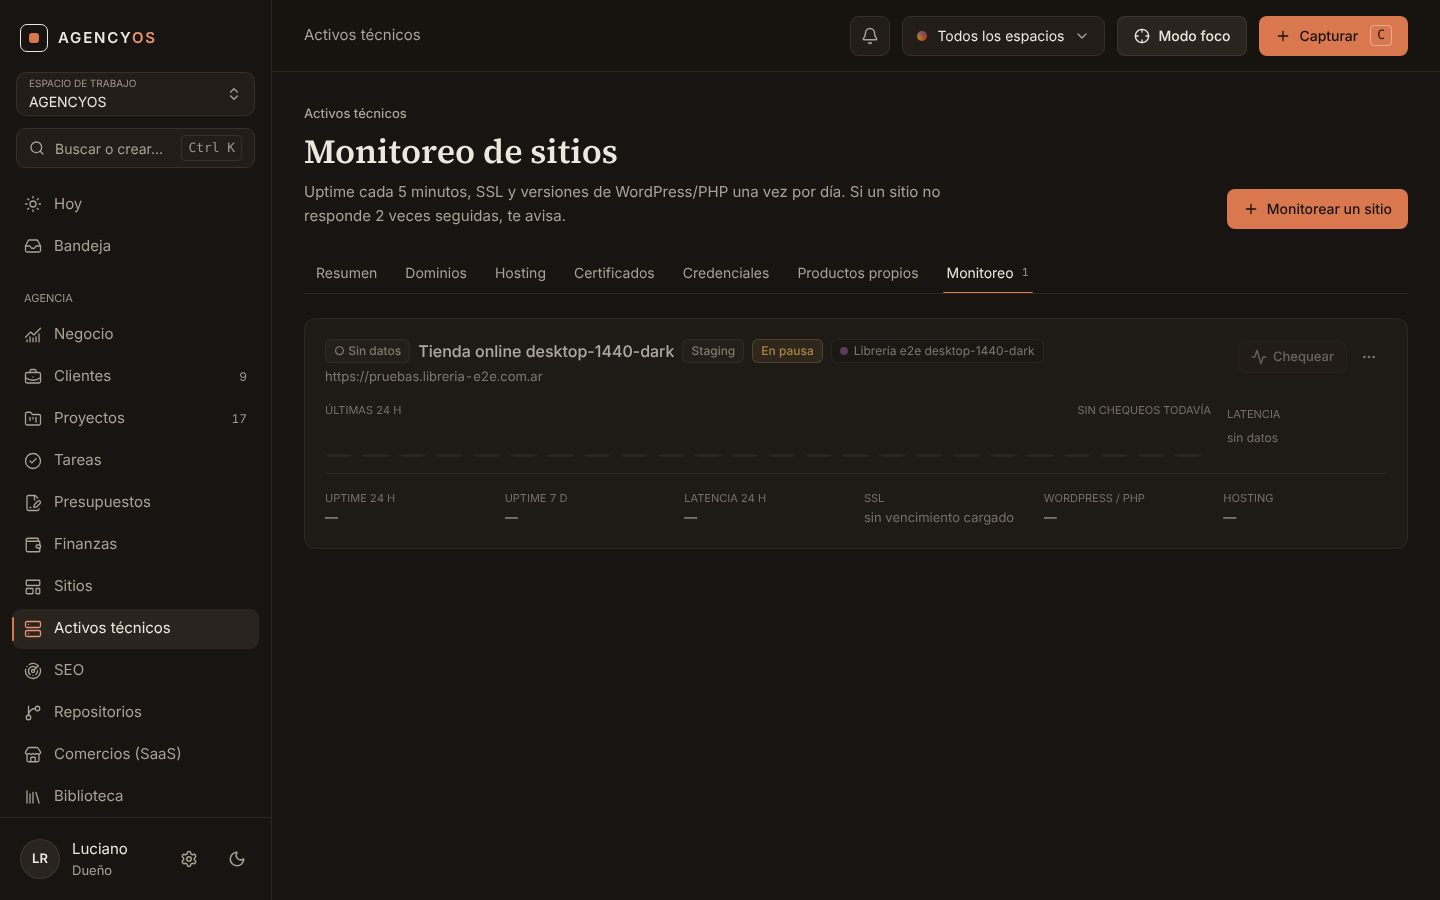 AGENCYOS
ESPACIO DE TRABAJO
AGENCYOS
Buscar o crear... Ctrl K
Hoy
Bandeja
AGENCIA
Negocio
Clientes 9
Proyectos 17
Tareas
Presupuestos
Finanzas
Sitios
Activos técnicos
SEO
Repositorios
Comercios (SaaS)
Biblioteca
LR Luciano
Dueño
Activos técnicos
Todos los espacios
Modo foco
Capturar C
Activos técnicos
Monitoreo de sitios
Uptime cada 5 minutos, SSL y versiones de WordPress/PHP una vez por día. Si un sitio no
responde 2 veces seguidas, te avisa.
Monitorear un sitio
Resumen Dominios Hosting Certificados Credenciales Productos propios Monitoreo 1
Sin datos Tienda online desktop-1440-dark Staging En pausa Librería e2e desktop-1440-dark
Chequear
https://pruebas.libreria-e2e.com.ar
ÚLTIMAS 24 H SIN CHEQUEOS TODAVÍA
LATENCIA
sin datos
UPTIME 24 H UPTIME 7 D LATENCIA 24 H SSL WORDPRESS / PHP HOSTING
— — — sin vencimiento cargado — —